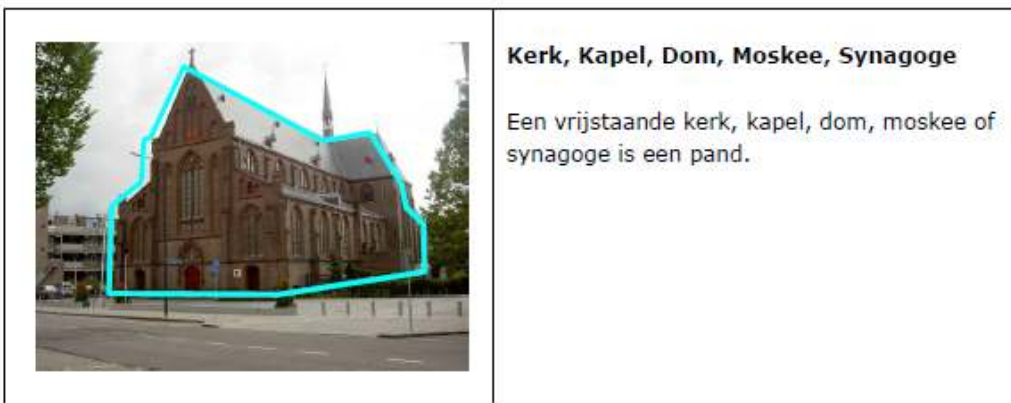 Kerk, Kapel, Dom, Moskee, Synagoge
Een vrijstaande kerk, kapel, dom, moskee of
synagoge is een pand.